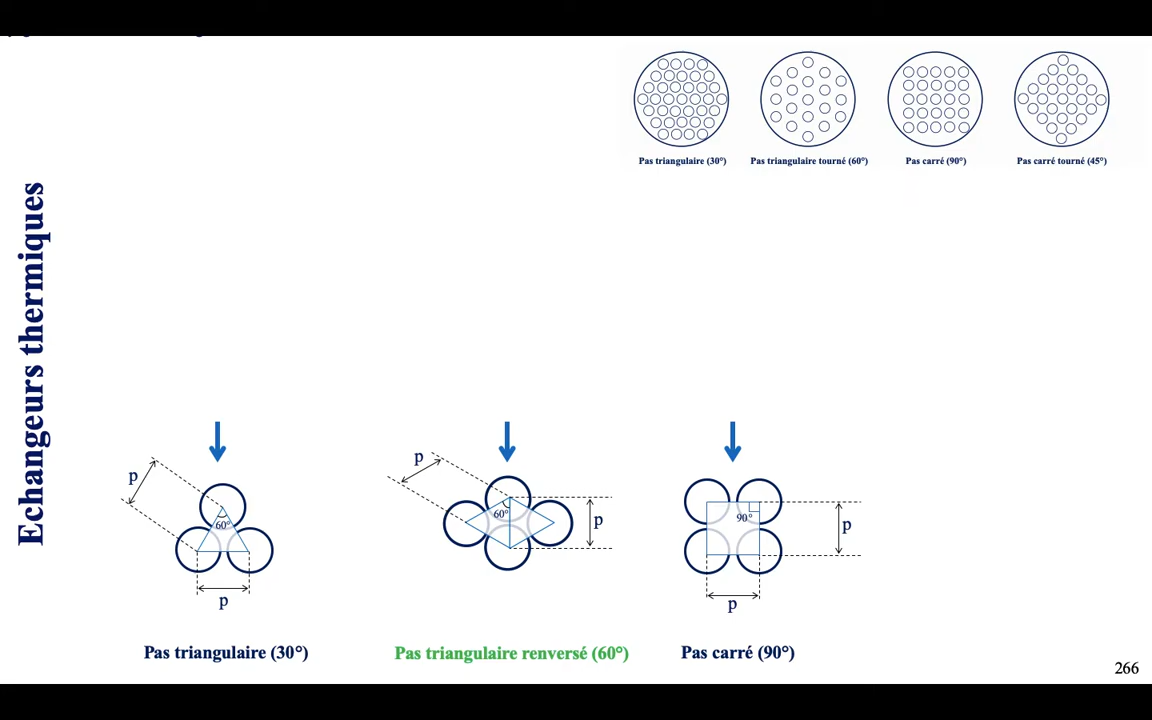 Pas triangulaire (30°)
Pas triangulaire tourné (60°)
Pas carré (90°)
Pas carré tourné (45°)
Echangeurs thermiques
p
60°
p
p
60°
p
90°
p
p
Pas triangulaire (30°)
Pas triangulaire renversé (60°)
Pas carré (90°)
266